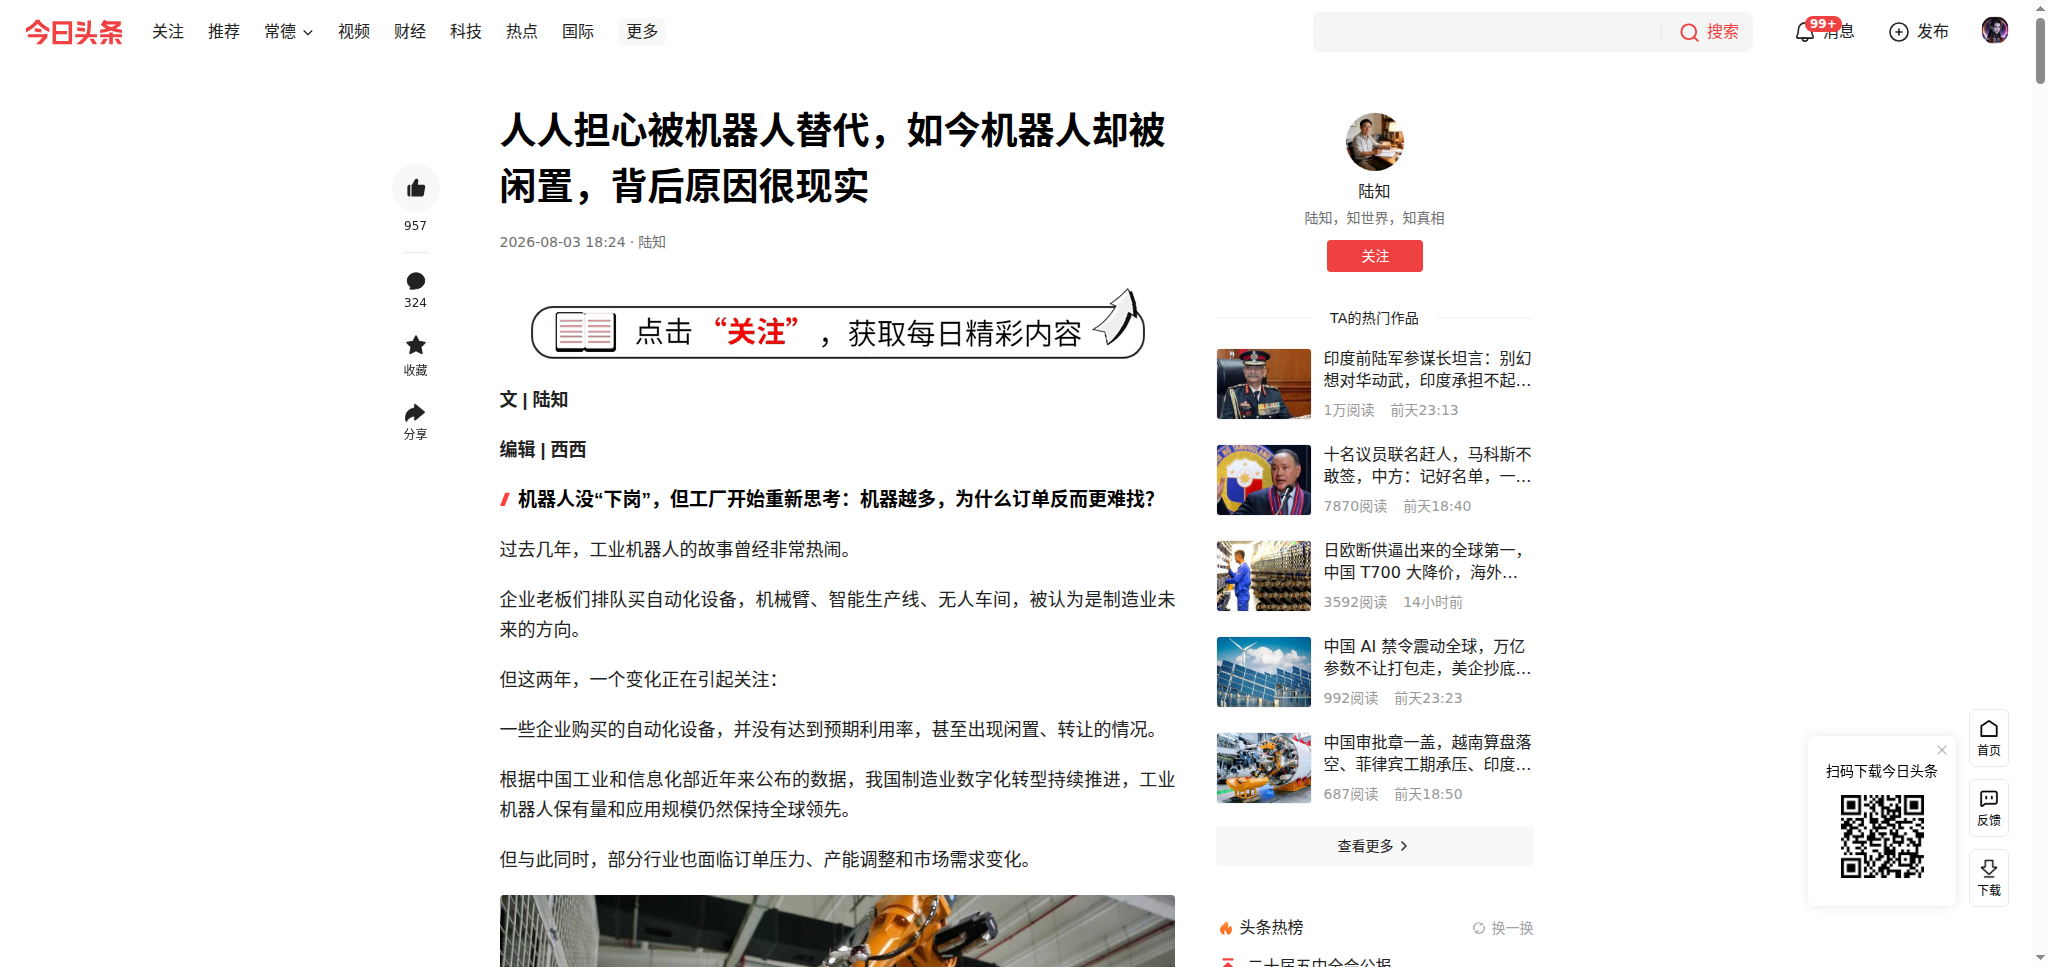 今日头条
关注
推荐
常德
视频
财经
科技
热点
国际
更多
搜索
99+
消息
发布
人人担心被机器人替代，如今机器人却被
闲置，背后原因很现实
2026-08-03 18:24 · 陆知
957
324
收藏
分享
点击“关注”，获取每日精彩内容
文 | 陆知
编辑 | 西西
机器人没“下岗”，但工厂开始重新思考：机器越多，为什么订单反而更难找？
过去几年，工业机器人的故事曾经非常热闹。
企业老板们排队买自动化设备，机械臂、智能生产线、无人车间，被认为是制造业未
来的方向。
但这两年，一个变化正在引起关注：
一些企业购买的自动化设备，并没有达到预期利用率，甚至出现闲置、转让的情况。
根据中国工业和信息化部近年来公布的数据，我国制造业数字化转型持续推进，工业
机器人保有量和应用规模仍然保持全球领先。
但与此同时，部分行业也面临订单压力、产能调整和市场需求变化。
陆知
陆知，知世界，知真相
关注
TA的热门作品
印度前陆军参谋长坦言：别幻
想对华动武，印度承担不起...
1万阅读 前天23:13
十名议员联名赶人，马科斯不
敢签，中方：记好名单，一...
7870阅读 前天18:40
日欧断供逼出来的全球第一，
中国 T700 大降价，海外...
3592阅读 14小时前
中国 AI 禁令震动全球，万亿
参数不让打包走，美企抄底...
992阅读 前天23:23
中国审批章一盖，越南算盘落
空、菲律宾工期承压、印度...
687阅读 前天18:50
查看更多
头条热榜
换一换
二十届五中全会公报
扫码下载今日头条
首页
反馈
下载